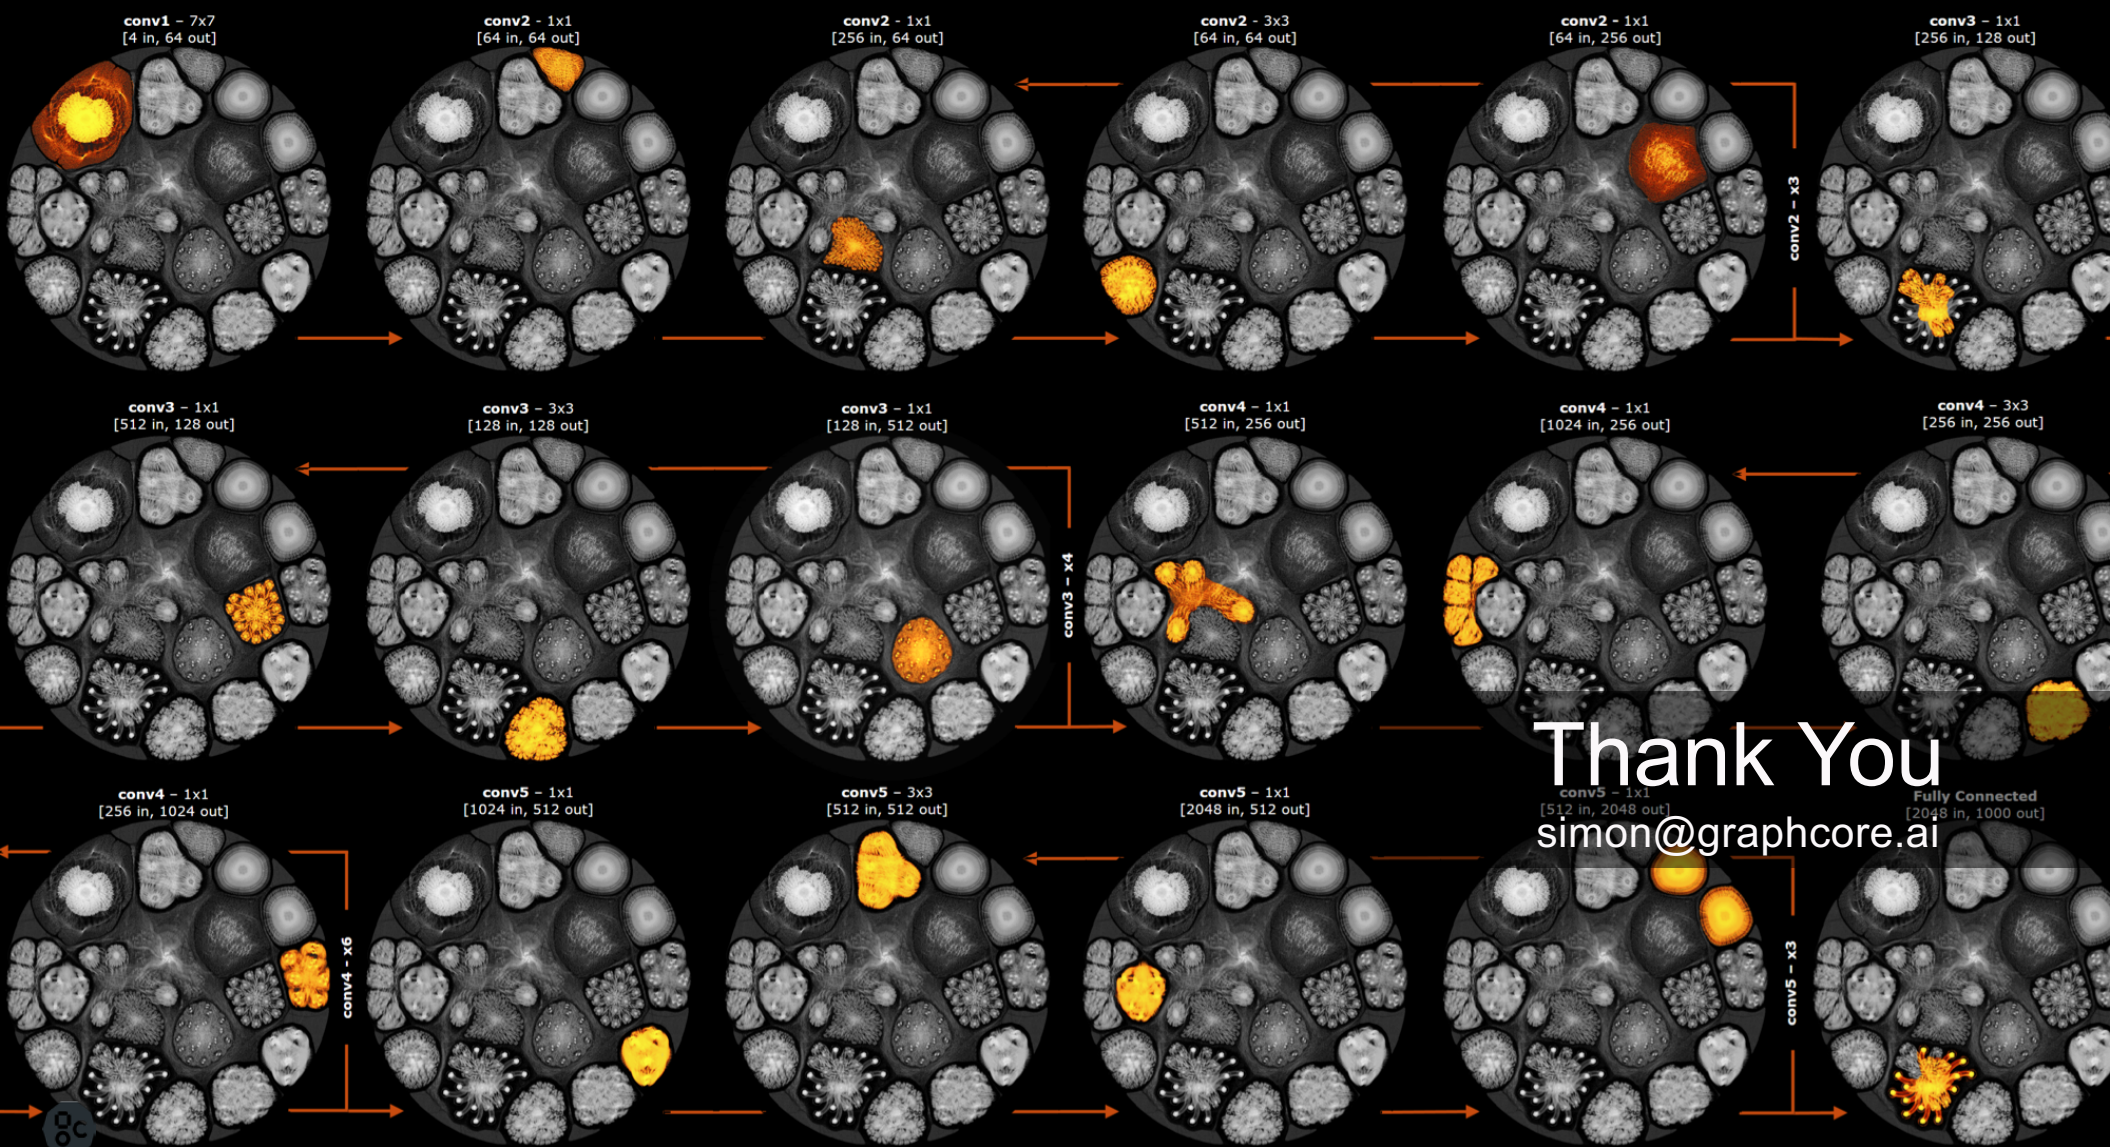 conv1 – 7x7
[4 in, 64 out]
conv2 - 1x1
[64 in, 64 out]
conv2 - 1x1
[256 in, 64 out]
conv2 - 3x3
[64 in, 64 out]
conv2 - 1x1
[64 in, 256 out]
conv3 – 1x1
[256 in, 128 out]
conv2 – x3
conv3 – 1x1
[512 in, 128 out]
conv3 – 3x3
[128 in, 128 out]
conv3 – 1x1
[128 in, 512 out]
conv4 – 1x1
[512 in, 256 out]
conv4 – 1x1
[1024 in, 256 out]
conv4 – 3x3
[256 in, 256 out]
conv3 – x4
Thank You
simon@graphcore.ai
conv4 – 1x1
[256 in, 1024 out]
conv5 – 1x1
[1024 in, 512 out]
conv5 – 3x3
[512 in, 512 out]
conv5 – 1x1
[2048 in, 512 out]
conv5 – 1x1
[512 in, 2048 out]
Fully Connected
[2048 in, 1000 out]
conv4 – x6
conv5 – x3